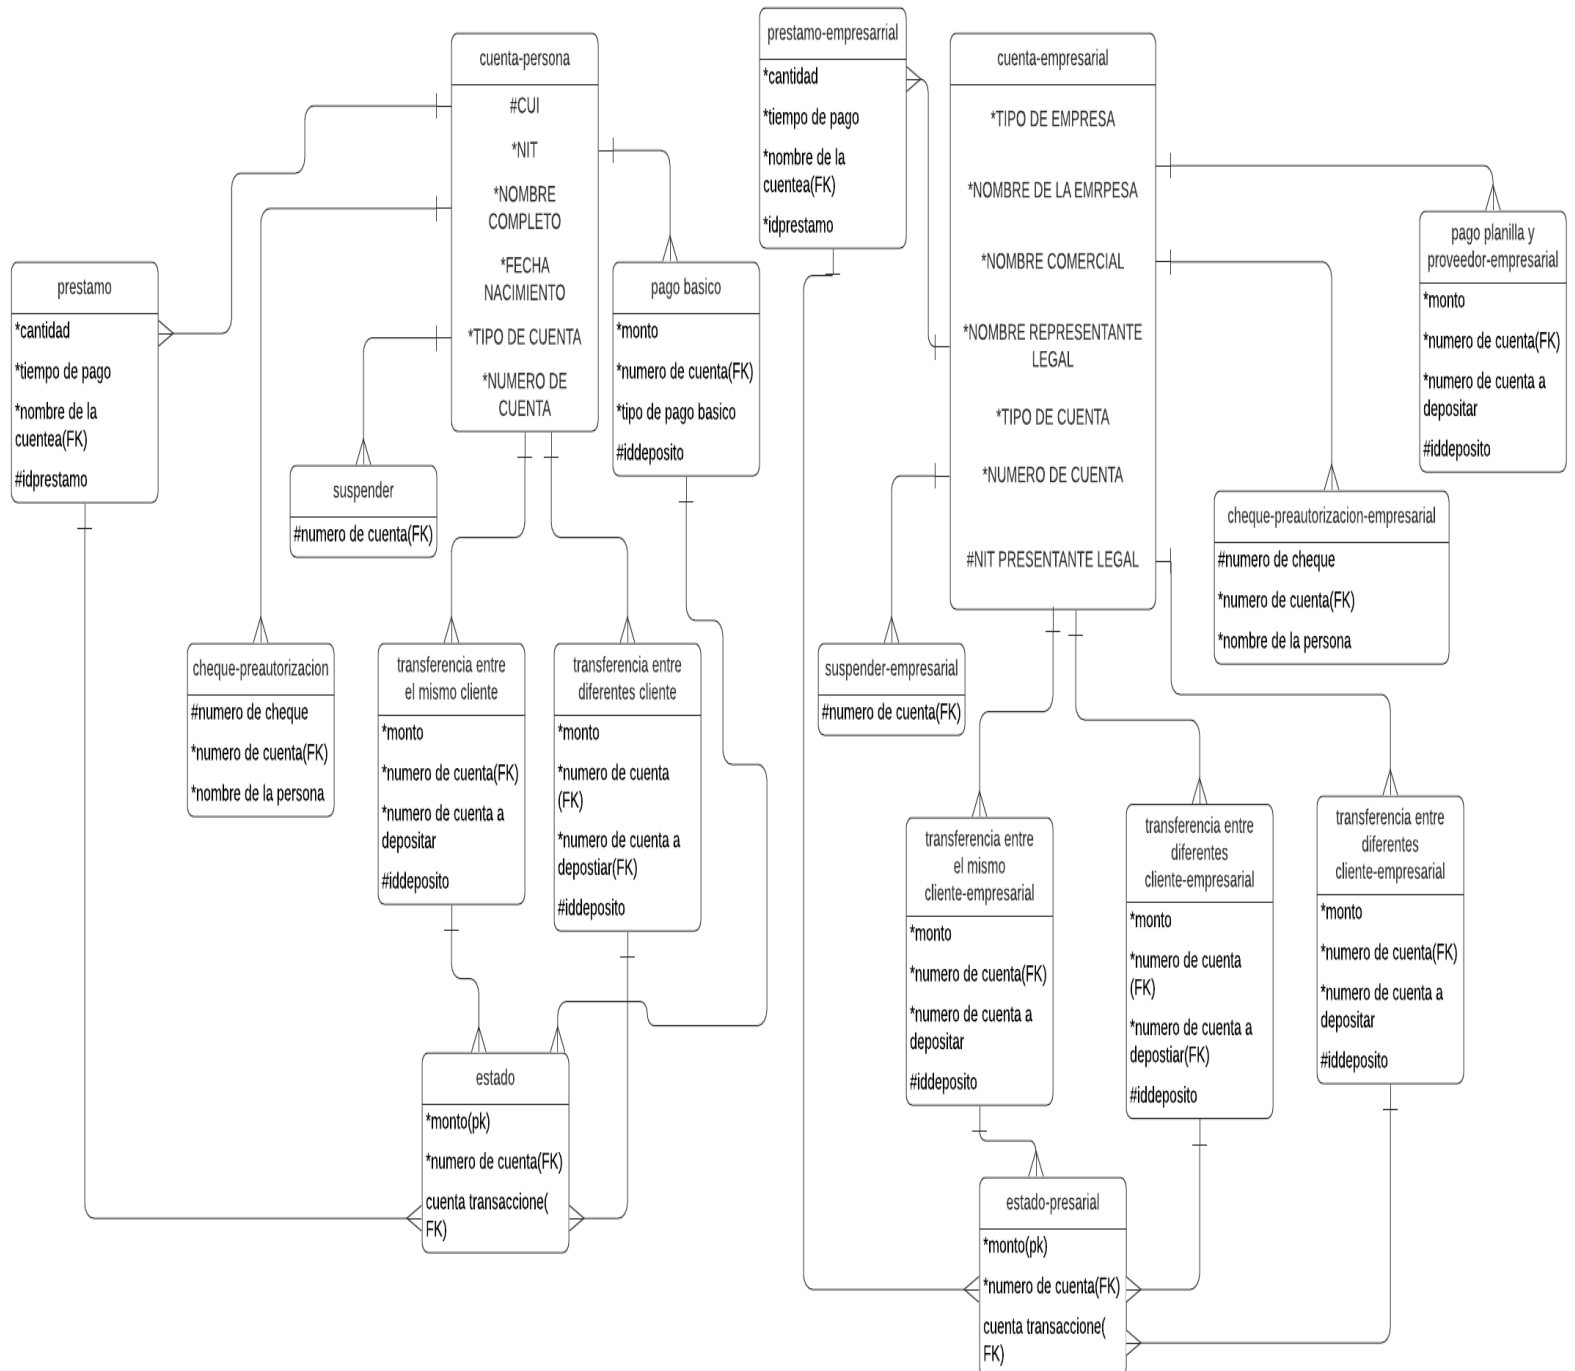 prestamo-empresarrial
*cantidad
*tiempo de pago
*nombre de la
cuentea(FK)
*idprestamo
cuenta-persona
#CUI
*NIT
*NOMBRE
COMPLETO
*FECHA
NACIMIENTO
*TIPO DE CUENTA
*NUMERO DE
CUENTA
cuenta-empresarial
*TIPO DE EMPRESA
*NOMBRE DE LA EMRPESA
*NOMBRE COMERCIAL
*NOMBRE REPRESENTANTE
LEGAL
*TIPO DE CUENTA
*NUMERO DE CUENTA
#NIT PRESENTANTE LEGAL
pago planilla y
proveedor-empresarial
*monto
*numero de cuenta(FK)
*numero de cuenta a
depositar
#iddeposito
prestamo
*cantidad
*tiempo de pago
*nombre de la
cuentea(FK)
#idprestamo
pago basico
*monto
*numero de cuenta(FK)
*tipo de pago basico
#iddeposito
suspender
#numero de cuenta(FK)
cheque-preautorizacion-empresarial
#numero de cheque
*numero de cuenta(FK)
*nombre de la persona
cheque-preautorizacion
#numero de cheque
*numero de cuenta(FK)
*nombre de la persona
transferencia entre
el mismo cliente
*monto
*numero de cuenta(FK)
*numero de cuenta a
depositar
#iddeposito
transferencia entre
diferentes cliente
*monto
*numero de cuenta
(FK)
*numero de cuenta a
depostiar(FK)
#iddeposito
suspender-empresarial
#numero de cuenta(FK)
transferencia entre
el mismo
cliente-empresarial
*monto
*numero de cuenta(FK)
*numero de cuenta a
depositar
#iddeposito
transferencia entre
diferentes
cliente-empresarial
*monto
*numero de cuenta
(FK)
*numero de cuenta a
depostiar(FK)
#iddeposito
transferencia entre
diferentes
cliente-empresarial
*monto
*numero de cuenta(FK)
*numero de cuenta a
depositar
#iddeposito
estado
*monto(pk)
*numero de cuenta(FK)
cuenta transaccione(
FK)
estado-presarial
*monto(pk)
*numero de cuenta(FK)
cuenta transaccione(
FK)